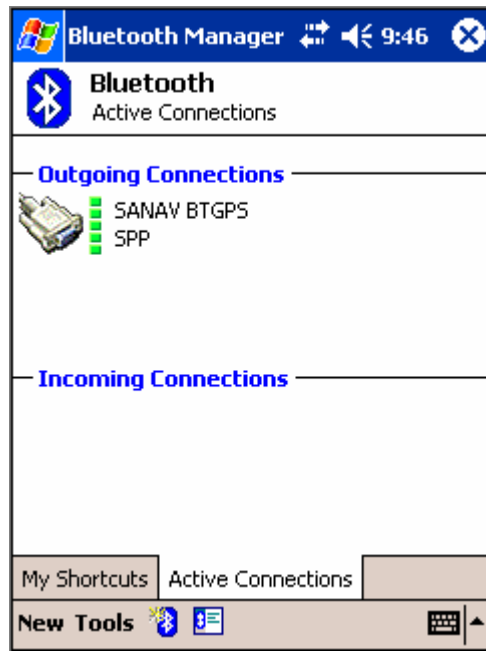 Bluetooth Manager 9:46
Bluetooth
Active Connections
Outgoing Connections
SANAV BTGPS
SPP
Incoming Connections
My Shortcuts Active Connections
New Tools